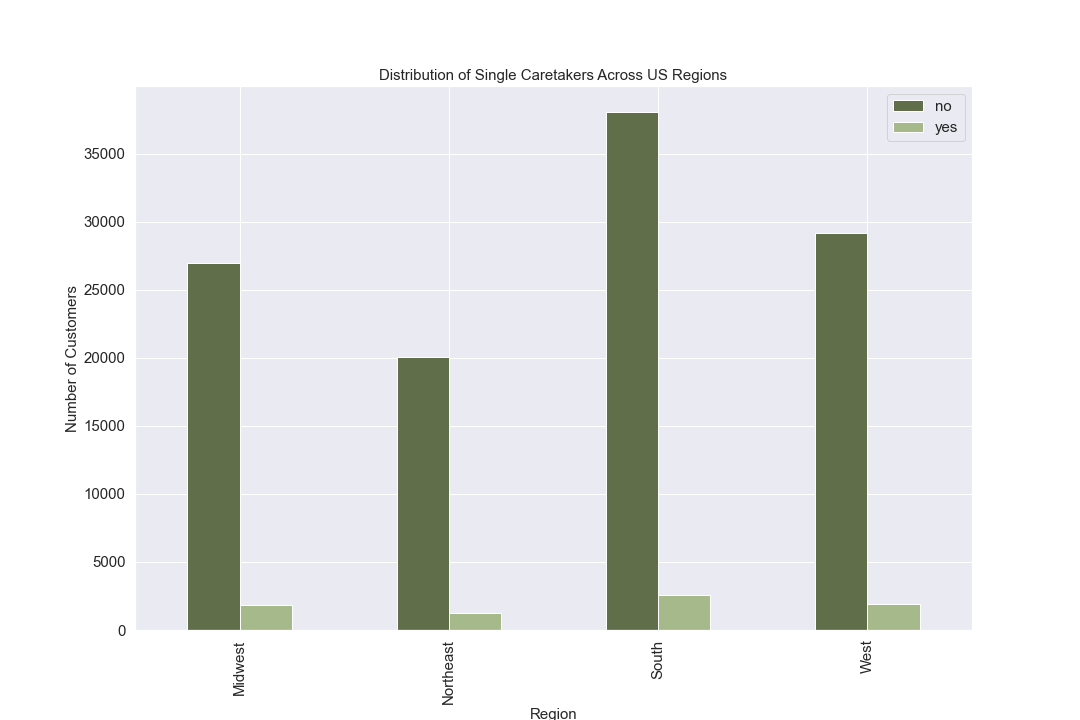 Distribution of Single Caretakers Across US Regions
no
yes
35000
30000
25000
20000
15000
10000
5000
0
Number of Customers
Midwest
Northeast
South
West
Region